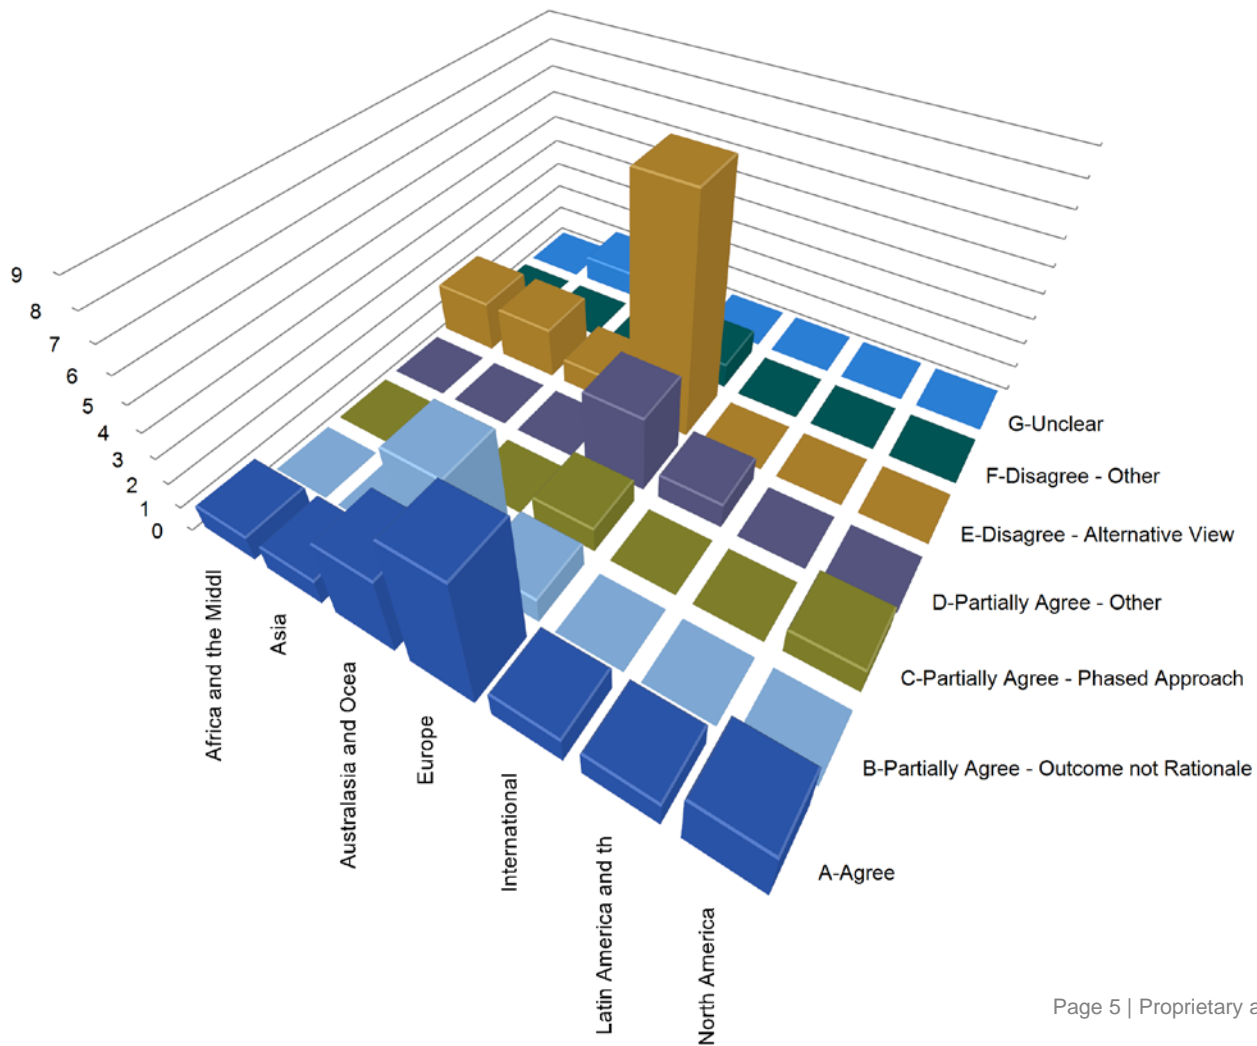 9
8
7
6
5
4
3
2
1
0
Africa and the Middl
Asia
Australasia and Ocea
Europe
International
Latin America and th
North America
G-Unclear
F-Disagree - Other
E-Disagree - Alternative View
D-Partially Agree - Other
C-Partially Agree - Phased Approach
B-Partially Agree - Outcome not Rationale
A-Agree
Page 5 | Proprietary a